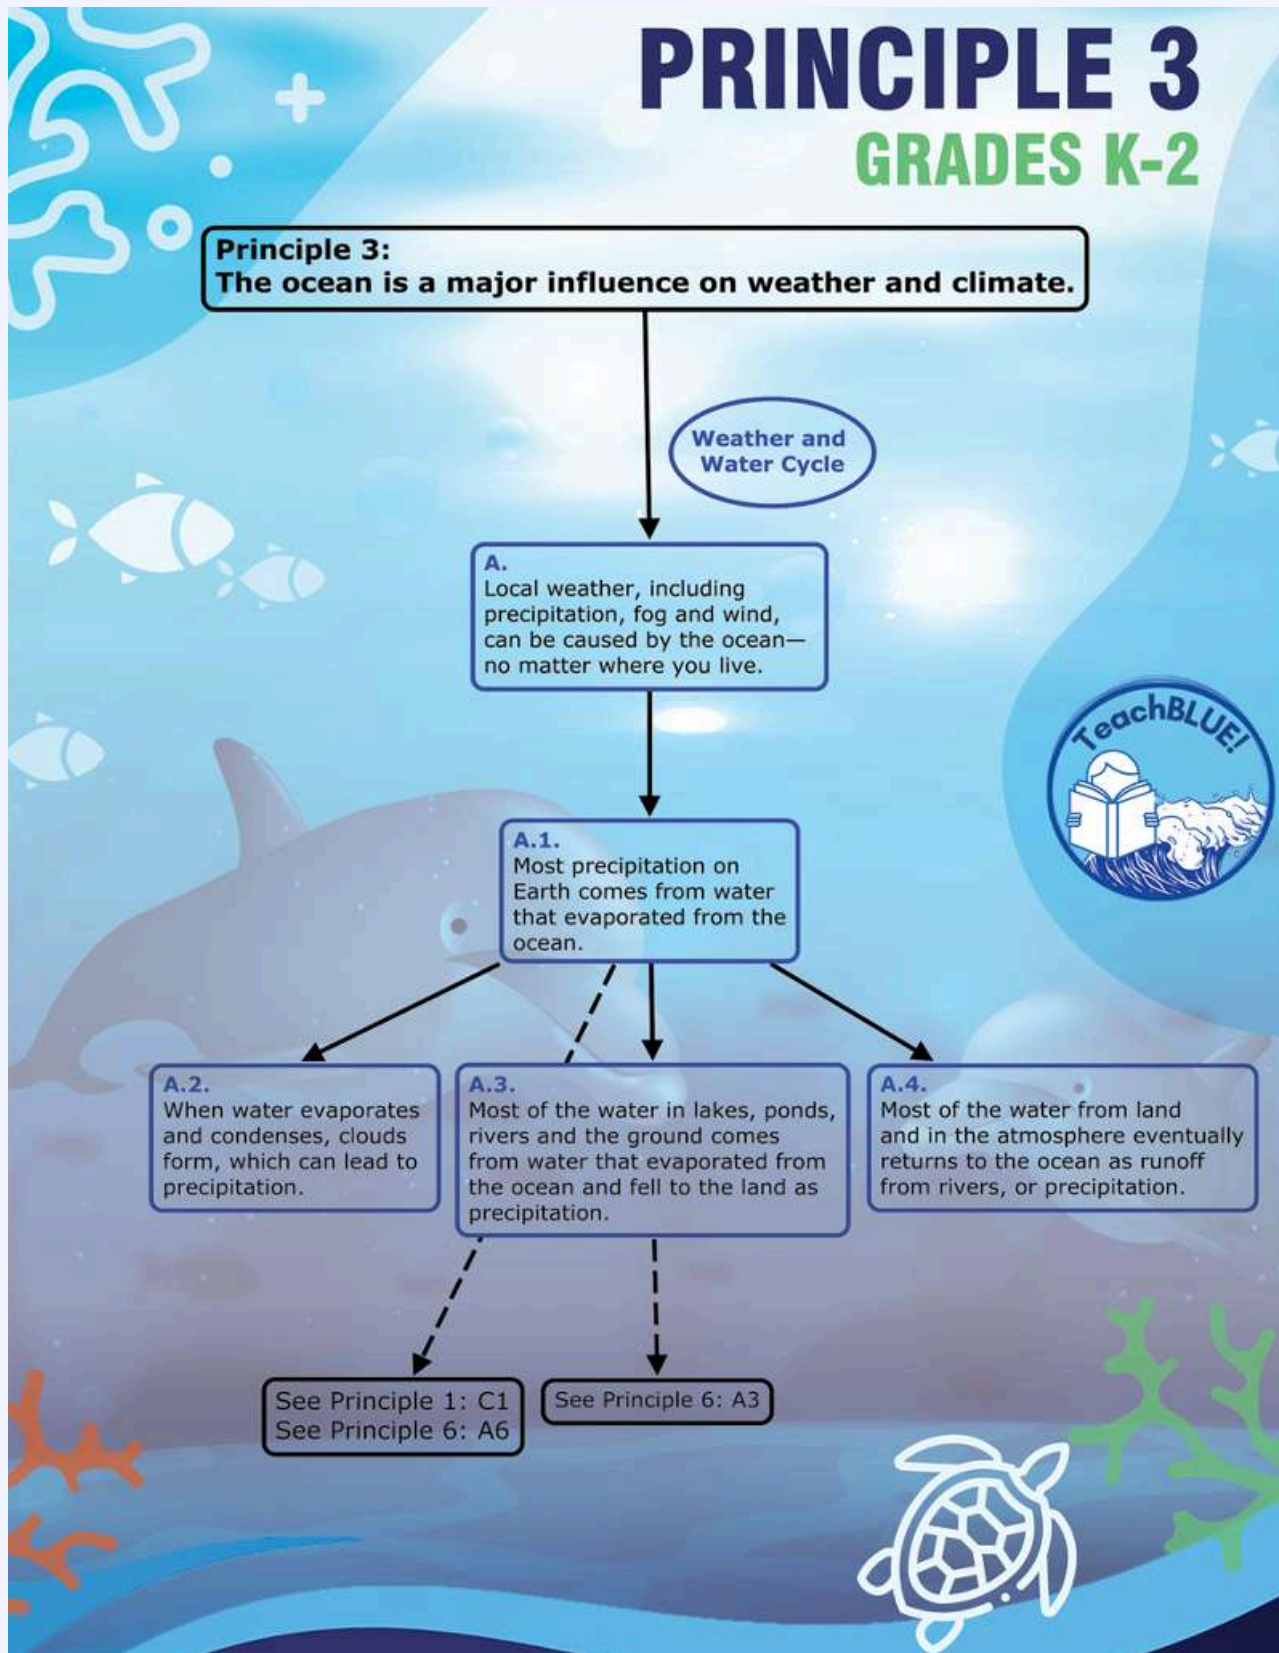 PRINCIPLE 3
GRADES K-2
Principle 3:
The ocean is a major influence on weather and climate.
Weather and
Water Cycle
A.
Local weather, including
precipitation, fog and wind,
can be caused by the ocean—
no matter where you live.
TeachBLUE!
A.1.
Most precipitation on
Earth comes from water
that evaporated from the
ocean.
A.2.
When water evaporates
and condenses, clouds
form, which can lead to
precipitation.
A.3.
Most of the water in lakes, ponds,
rivers and the ground comes
from water that evaporated from
the ocean and fell to the land as
precipitation.
A.4.
Most of the water from land
and in the atmosphere eventually
returns to the ocean as runoff
from rivers, or precipitation.
See Principle 1: C1
See Principle 6: A6
See Principle 6: A3